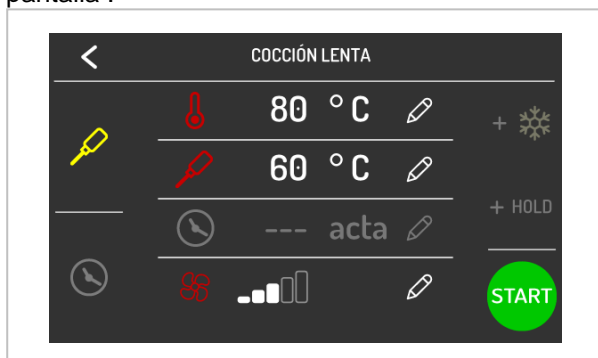 pantalla :
COCCIÓN LENTA
80 °C
+
60 °C
--- acta
+ HOLD
START